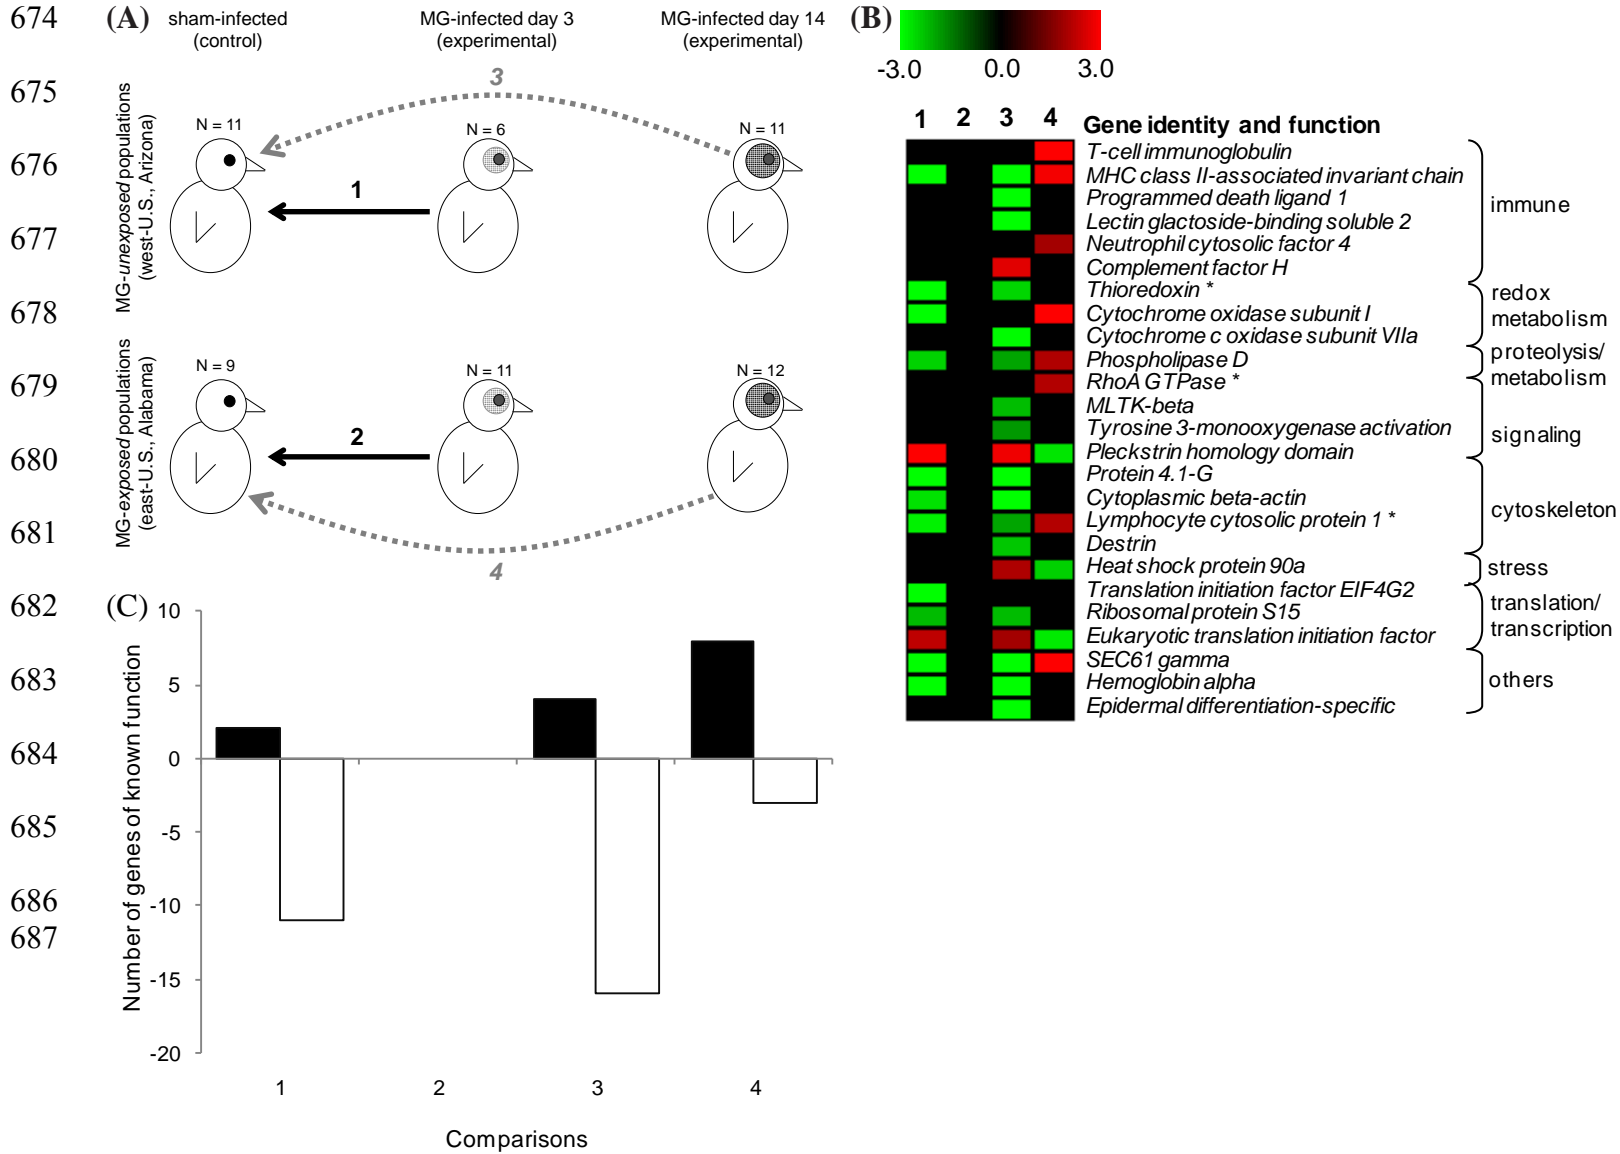 674
675
676
677
678
679
680
681
682
683
684
685
686
687
(A)
sham-infected
(control)
MG-infected day 3
(experimental)
MG-infected day 14
(experimental)
MG-unexposed populations
(west-U.S., Arizona)
N = 11
N = 6
N = 11
3
1
MG-exposed populations
(east-U.S., Alabama)
N = 9
N = 11
N = 12
2
4
(B)
-3.0 0.0 3.0
1 2 3 4 Gene identity and function
T-cell immunoglobulin
MHC class II-associated invariant chain
Programmed death ligand 1
Lectin glactoside-binding soluble 2
Neutrophil cytosolic factor 4
Complement factor H
Thioredoxin *
Cytochrome oxidase subunit I
Cytochrome c oxidase subunit VIIa
Phospholipase D
RhoA GTPase *
MLTK-beta
Tyrosine 3-monooxygenase activation
Pleckstrin homology domain
Protein 4.1-G
Cytoplasmic beta-actin
Lymphocyte cytosolic protein 1 *
Destrin
Heat shock protein 90a
Translation initiation factor EIF4G2
Ribosomal protein S15
Eukaryotic translation initiation factor
SEC61 gamma
Hemoglobin alpha
Epidermal differentiation-specific
immune
redox
metabolism
proteolysis/
metabolism
signaling
cytoskeleton
stress
translation/
transcription
others
(C)
Number of genes of known function
10
5
0
-5
-10
-15
-20
1 2 3 4
Comparisons